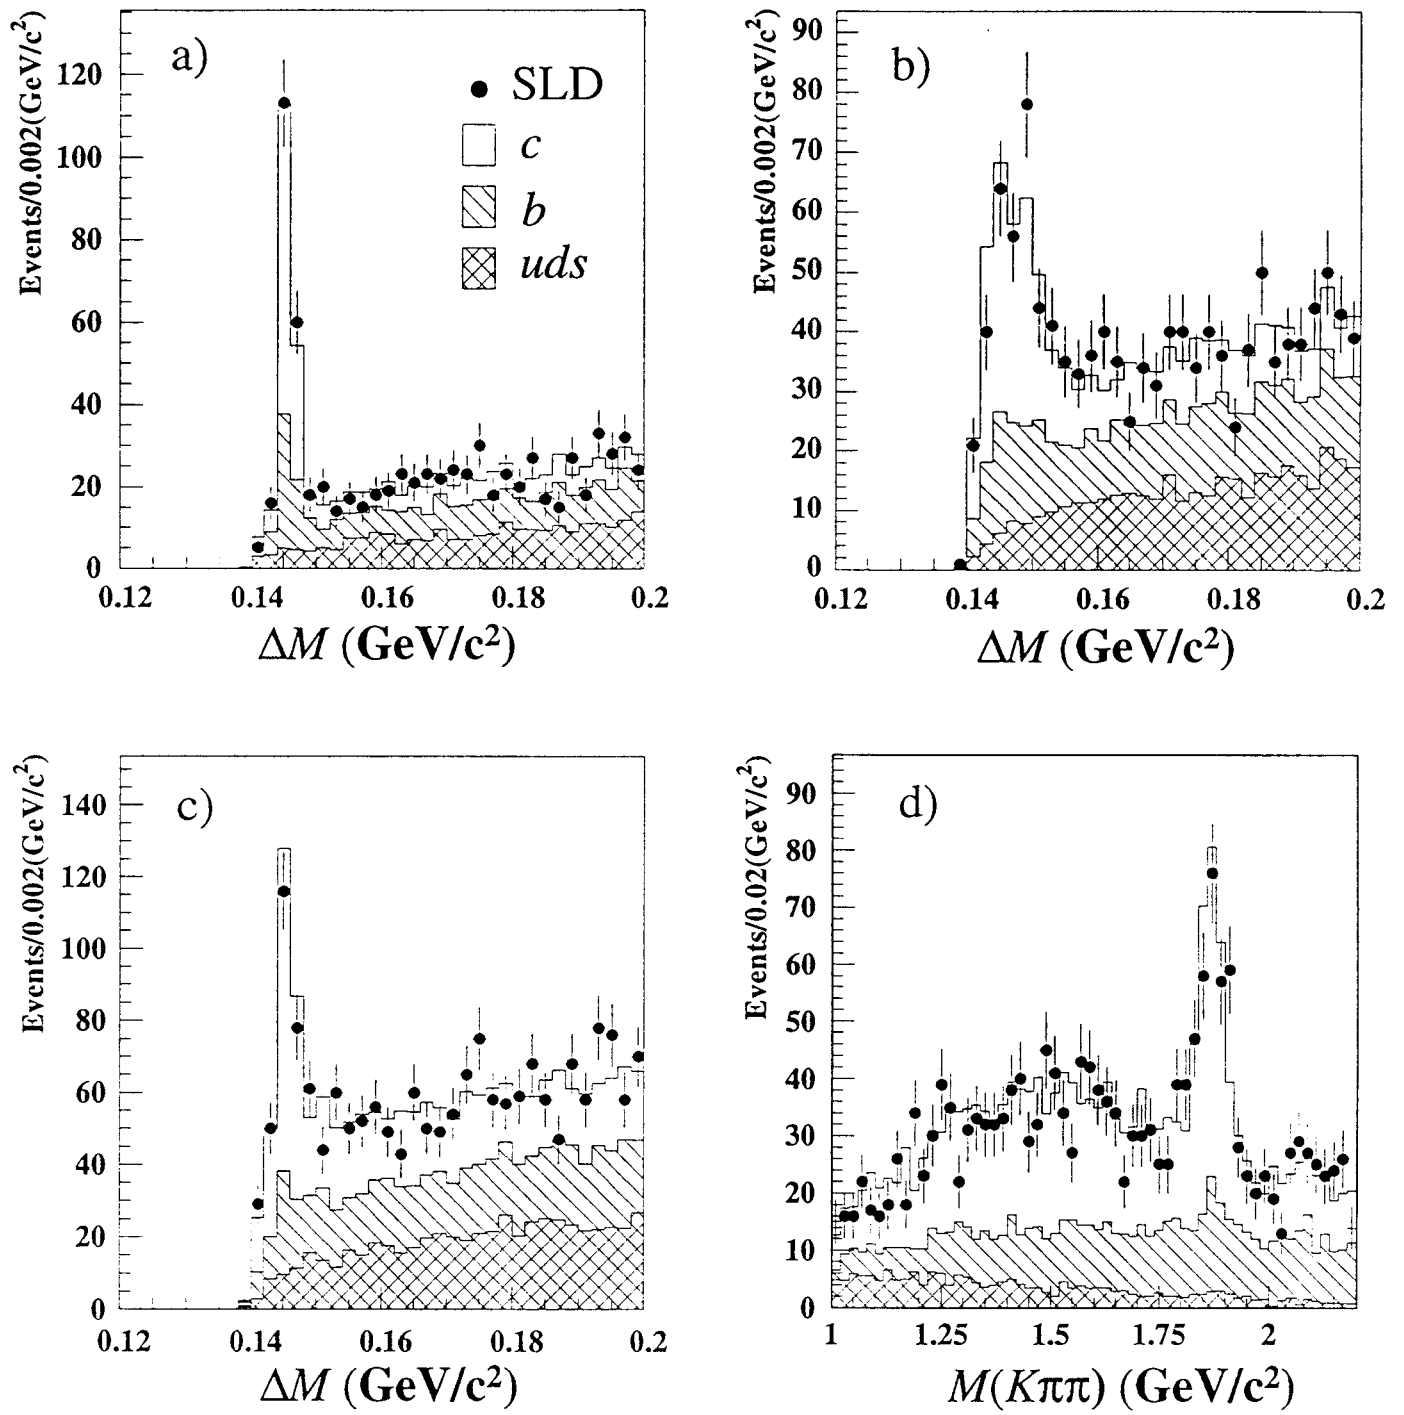 a)
Events/0.002(GeV/c²)
120
100
80
60
40
20
0
SLD
c
b
uds
0.12 0.14 0.16 0.18 0.2
ΔM (GeV/c²)
b)
Events/0.002(GeV/c²)
90
80
70
60
50
40
30
20
10
0
0.12 0.14 0.16 0.18 0.2
ΔM (GeV/c²)
c)
Events/0.002(GeV/c²)
140
120
100
80
60
40
20
0
0.12 0.14 0.16 0.18 0.2
ΔM (GeV/c²)
d)
Events/0.02(GeV/c²)
90
80
70
60
50
40
30
20
10
0
1 1.25 1.5 1.75 2
M(Kππ) (GeV/c²)